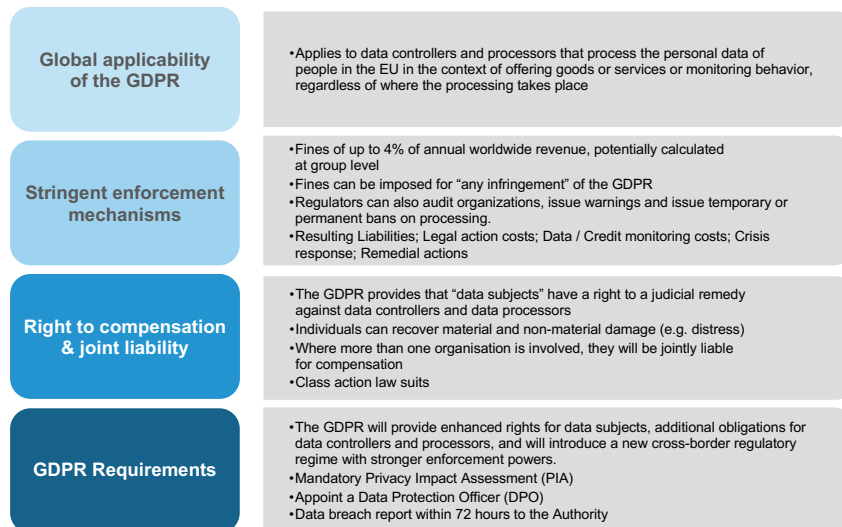 Global applicability
of the GDPR
•Applies to data controllers and processors that process the personal data of
people in the EU in the context of offering goods or services or monitoring behavior,
regardless of where the processing takes place
Stringent enforcement
mechanisms
•Fines of up to 4% of annual worldwide revenue, potentially calculated
at group level
•Fines can be imposed for “any infringement” of the GDPR
•Regulators can also audit organizations, issue warnings and issue temporary or
permanent bans on processing.
•Resulting Liabilities; Legal action costs; Data / Credit monitoring costs; Crisis
response; Remedial actions
Right to compensation
& joint liability
•The GDPR provides that “data subjects” have a right to a judicial remedy
against data controllers and data processors
•Individuals can recover material and non-material damage (e.g. distress)
•Where more than one organisation is involved, they will be jointly liable
for compensation
•Class action law suits
GDPR Requirements
•The GDPR will provide enhanced rights for data subjects, additional obligations for
data controllers and processors, and will introduce a new cross-border regulatory
regime with stronger enforcement powers.
•Mandatory Privacy Impact Assessment (PIA)
•Appoint a Data Protection Officer (DPO)
•Data breach report within 72 hours to the Authority